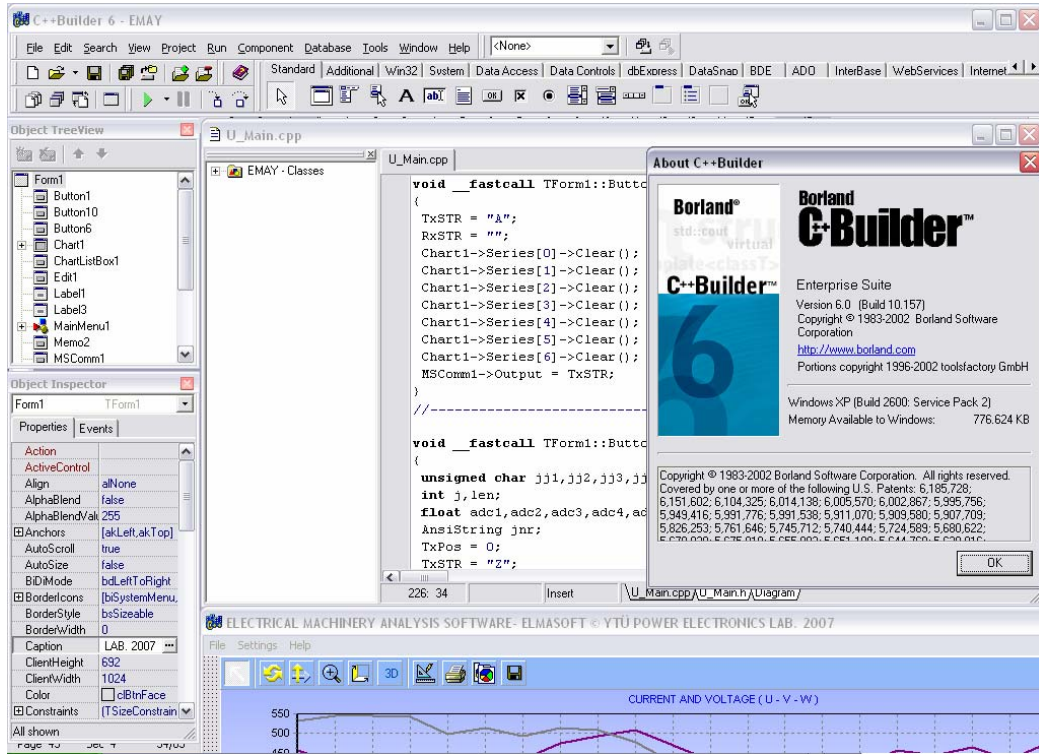 C++Builder 6 - EMAY
File Edit Search View Project Run Component Database Tools Window Help <None>
Standard Additional Win32 System Data Access Data Controls dbExpress DataSnap BDE ADO InterBase WebServices Internet
Object TreeView
Form1
Button1
Button10
Button6
Chart1
ChartListBox1
Edit1
Label1
Label3
MainMenu1
Memo2
MSComm1
Object Inspector
Form1 TForm1
Properties Events
Action
ActiveControl
Align alNone
AlphaBlend false
AlphaBlendValu 255
Anchors [akLeft,akTop]
AutoScroll true
AutoSize false
BiDiMode bdLeftToRight
BorderIcons [biSystemMenu,
BorderStyle bsSizeable
BorderWidth 0
Caption LAB. 2007
ClientHeight 692
ClientWidth 1024
Color clBtnFace
Constraints (TSizeConstrain
All shown
U_Main.cpp
EMAY - Classes
U_Main.cpp
void __fastcall TForm1::Butto
{
TxSTR = "A";
RxSTR = "";
Chart1->Series[0]->Clear();
Chart1->Series[1]->Clear();
Chart1->Series[2]->Clear();
Chart1->Series[3]->Clear();
Chart1->Series[4]->Clear();
Chart1->Series[5]->Clear();
Chart1->Series[6]->Clear();
MSComm1->Output = TxSTR;
}
//-----------------------------
void __fastcall TForm1::Butto
{
unsigned char jj1,jj2,jj3,jj
int j,len;
float adc1,adc2,adc3,adc4,ad
AnsiString jnr;
TxPos = 0;
TxSTR = "Z";
226: 34 Insert U_Main.cpp U_Main.h Diagram
About C++Builder
Borland®
std::cout
virtual
C++Builder™
6
Borland
C++Builder™
Enterprise Suite
Version 6.0 (Build 10.157)
Copyright © 1983-2002 Borland Software
Corporation
http://www.borland.com
Portions copyright 1996-2002 toolsfactory GmbH
Windows XP (Build 2600: Service Pack 2)
Memory Available to Windows: 776.624 KB
Copyright © 1983-2002 Borland Software Corporation. All rights reserved.
Covered by one or more of the following U.S. Patents: 6,185,728;
6,151,602; 6,104,325; 6,014,138; 6,005,570; 6,002,867; 5,995,756;
5,949,416; 5,991,776; 5,991,538; 5,911,070; 5,909,580; 5,907,709;
5,826,253; 5,761,646; 5,745,712; 5,740,444; 5,724,589; 5,680,622;
OK
ELECTRICAL MACHINERY ANALYSIS SOFTWARE- ELMASOFT © YTÜ POWER ELECTRONICS LAB. 2007
File Settings Help
3D
CURRENT AND VOLTAGE ( U - V - W )
550
500
450